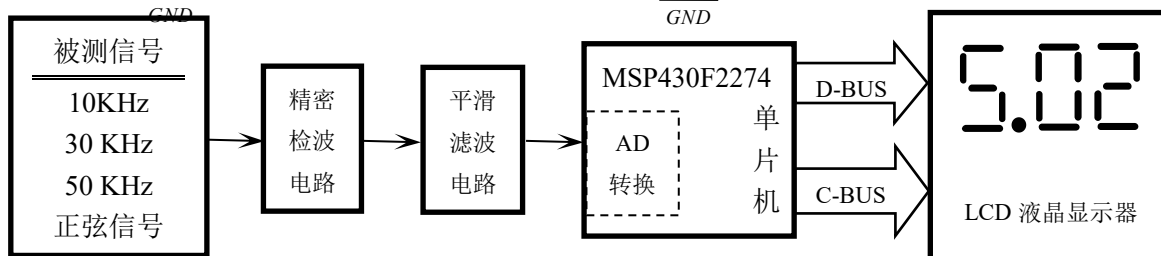 GND
GND
被测信号
10KHz
30 KHz
50 KHz
正弦信号
精密
检波
电路
平滑
滤波
电路
MSP430F2274
单
片
机
AD
转换
D-BUS
C-BUS
5.02
LCD 液晶显示器